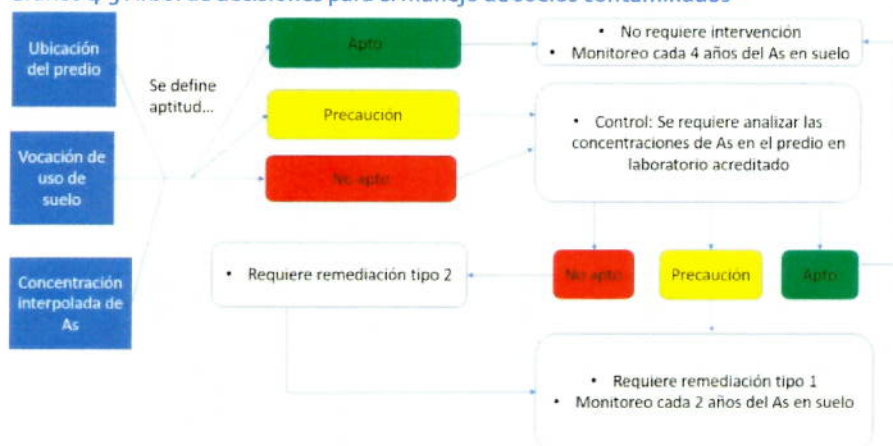 Ubicación
del predio
Se define
aptitud...
Vocación de
uso de
suelo
Concentración
interpolada de
As
Apto
Precaución
No apto
• No requiere intervención
• Monitoreo cada 4 años del As en suelo
• Control: Se requiere analizar las
concentraciones de As en el predio en
laboratorio acreditado
• Requiere remediación tipo 2
No apto
Precaución
Apto
• Requiere remediación tipo 1
• Monitoreo cada 2 años del As en suelo